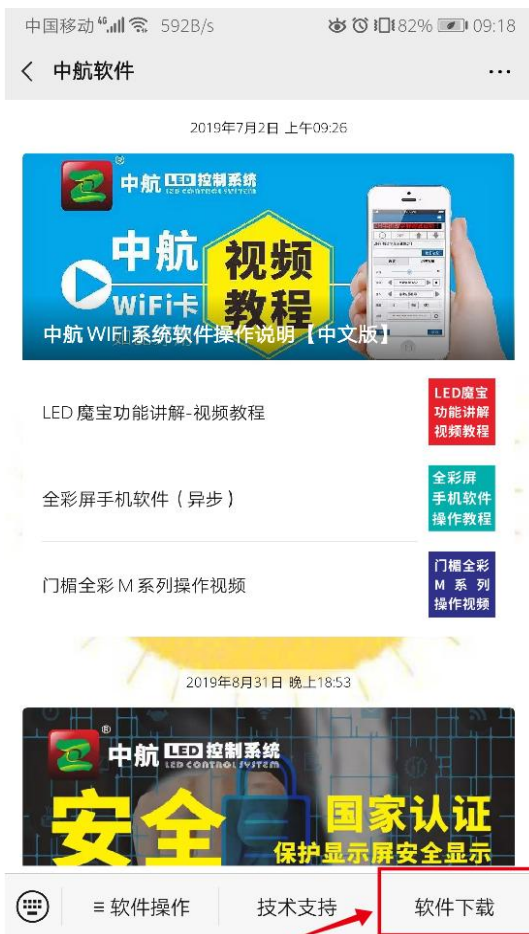 中国移动 4G 592B/s 82% 09:18
中航软件
2019年7月2日 上午09:26
中航 LED 控制系统
LED CONTROL SYSTEM
中航 视频
WiFi卡 教程
中航 WIFI 系统软件操作说明【中文版】
LED 魔宝功能讲解-视频教程
LED魔宝
功能讲解
视频教程
全彩屏手机软件（异步）
全彩屏
手机软件
操作教程
门楣全彩 M 系列操作视频
门楣全彩
M 系 列
操作视频
2019年8月31日 晚上18:53
中航 LED 控制系统
LED CONTROL SYSTEM
安全 国家认证
保护显示屏安全显示
≡ 软件操作 技术支持 软件下载